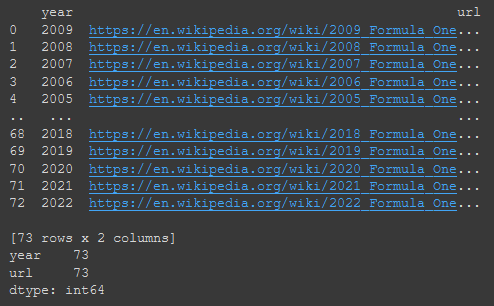 year url
0 2009 https://en.wikipedia.org/wiki/2009_Formula_One...
1 2008 https://en.wikipedia.org/wiki/2008_Formula_One...
2 2007 https://en.wikipedia.org/wiki/2007_Formula_One...
3 2006 https://en.wikipedia.org/wiki/2006_Formula_One...
4 2005 https://en.wikipedia.org/wiki/2005_Formula_One...
.. ... ...
68 2018 https://en.wikipedia.org/wiki/2018_Formula_One...
69 2019 https://en.wikipedia.org/wiki/2019_Formula_One...
70 2020 https://en.wikipedia.org/wiki/2020_Formula_One...
71 2021 https://en.wikipedia.org/wiki/2021_Formula_One...
72 2022 https://en.wikipedia.org/wiki/2022_Formula_One...
[73 rows x 2 columns]
year 73
url 73
dtype: int64